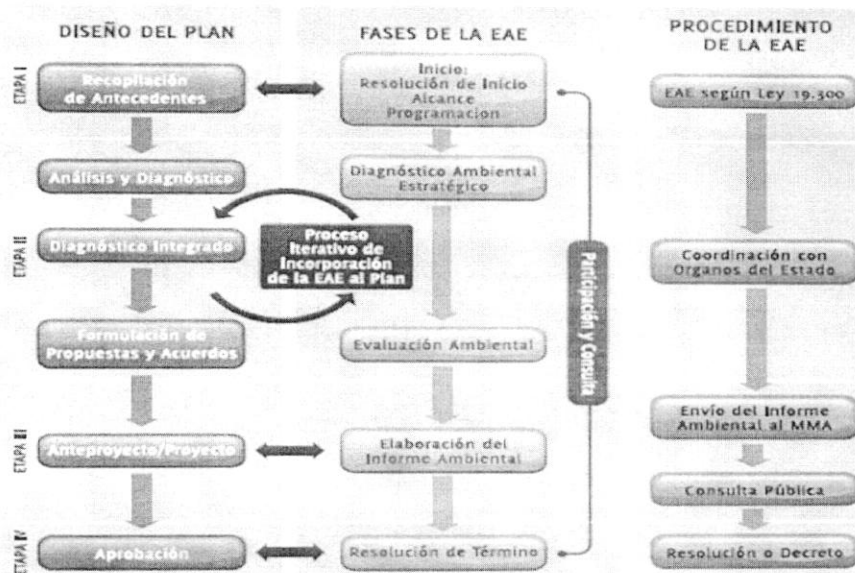 DISEÑO DEL PLAN
FASES DE LA EAE
PROCEDIMIENTO
DE LA EAE
ETAPA I
Recopilación
de Antecedentes
Inicio:
Resolución de Inicio
Alcance
Programacion
EAE según Ley 19.300
Análisis y Diagnóstico
Diagnóstico Ambiental
Estratégico
ETAPA II
Diagnóstico Integrado
Proceso
Iterativo de
Incorporación
de la EAE al Plan
Participación y Consulta
Coordinación con
Organos del Estado
Formulación de
Propuestas y Acuerdos
Evaluación Ambiental
ETAPA III
Anteproyecto/Proyecto
Elaboración del
Informe Ambiental
Envío del Informe
Ambiental al MMA
Consulta Pública
ETAPA IV
Aprobación
Resolución de Término
Resolución o Decreto